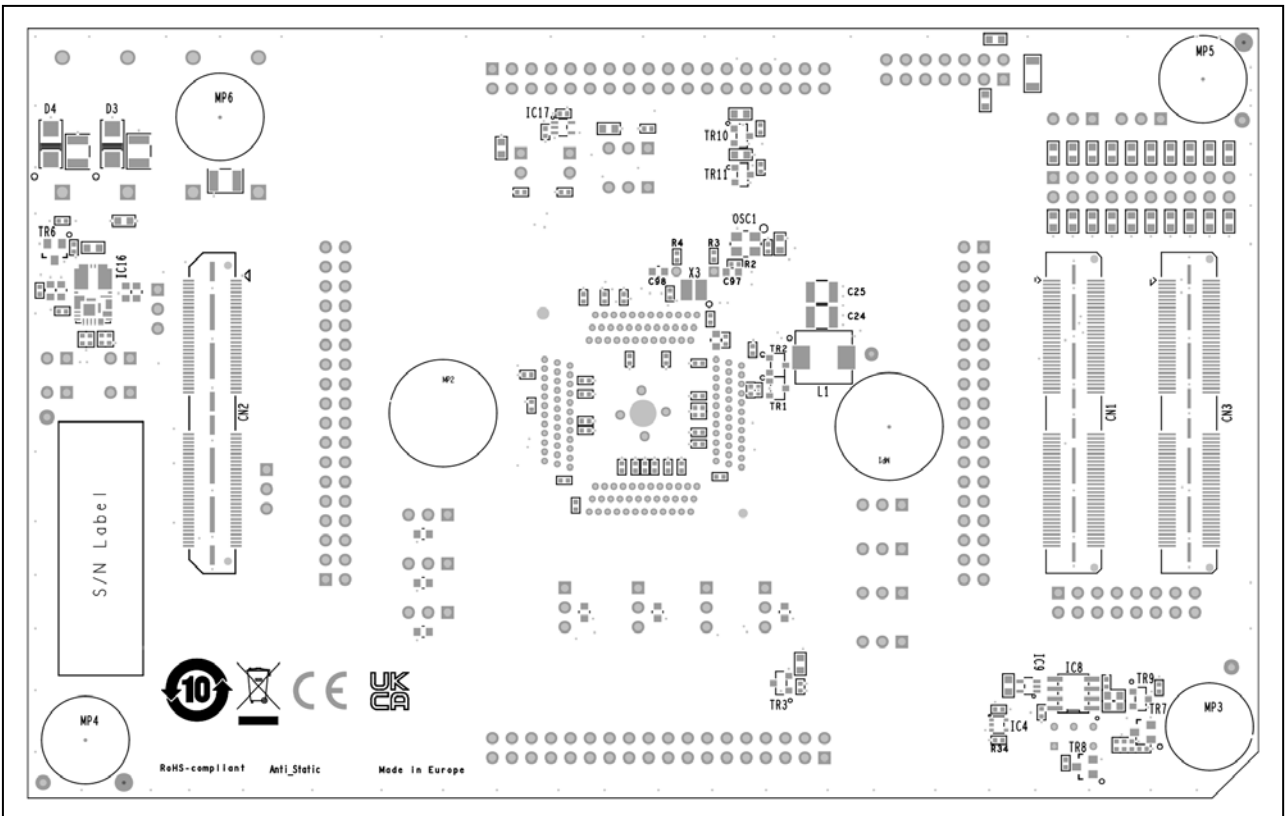 MP5
D4 D3
MP6
IC17
TR10
TR11
OSC1
TR6
R4 R3
R2
IC16
X3
C98 C97
C25
C24
TR2
C
C
TR1
L1
MP2
MP1
CN2
CN1
CN3
S/N Label
IC9
IC8
TR9
TR7
IC4
R34
TR8
MP3
TR3
10
CE
UK
CA
MP4
RoHS-compliant Anti_Static Made in Europe